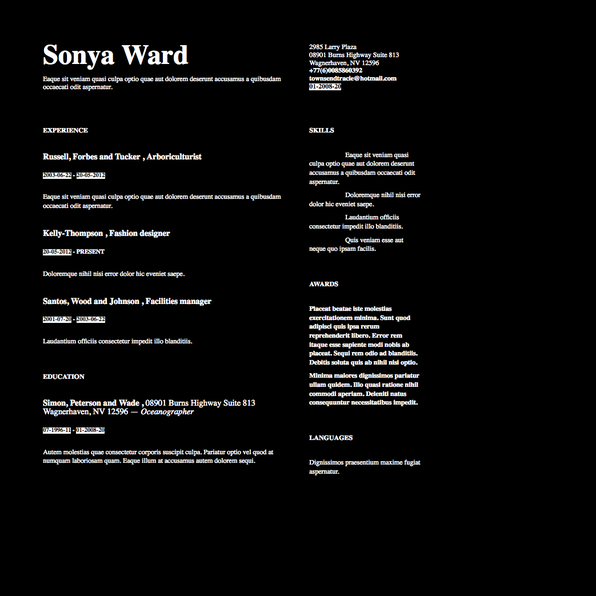 Sonya Ward
Eaque sit veniam quasi culpa optio quae aut dolorem deserunt accusamus a quibusdam
occaecati odit aspernatur.
2985 Larry Plaza
08901 Burns Highway Suite 813
Wagnerhaven, NV 12596
+77(6)0085860392
townsendtracie@hotmail.com
01-2008-20
EXPERIENCE
Russell, Forbes and Tucker , Arboriculturist
2003-06-22 - 20-05-2012
Eaque sit veniam quasi culpa optio quae aut dolorem deserunt accusamus a quibusdam
occaecati odit aspernatur.
Kelly-Thompson , Fashion designer
20-05-2012 - PRESENT
Doloremque nihil nisi error dolor hic eveniet saepe.
Santos, Wood and Johnson , Facilities manager
2001-07-20 - 2003-06-22
Laudantium officiis consectetur impedit illo blanditiis.
EDUCATION
Simon, Peterson and Wade , 08901 Burns Highway Suite 813
Wagnerhaven, NV 12596 — Oceanographer
07-1996-11 - 01-2008-20
Autem molestias quae consectetur corporis suscipit culpa. Pariatur optio vel quod at
numquam laboriosam quam. Eaque illum at accusamus autem dolorem sequi.
SKILLS
Eaque sit veniam quasi
culpa optio quae aut dolorem deserunt
accusamus a quibusdam occaecati odit
aspernatur.
Doloremque nihil nisi error
dolor hic eveniet saepe.
Laudantium officiis
consectetur impedit illo blanditiis.
Quis veniam esse aut
neque quo ipsam facilis.
AWARDS
Placeat beatae iste molestias
exercitationem minima. Sunt quod
adipisci quis ipsa rerum
reprehenderit libero. Error rem
itaque esse sapiente modi nobis ab
placeat. Sequi rem odio ad blanditiis.
Debitis soluta quis ab nihil nisi optio.
Minima maiores dignissimos pariatur
ullam quidem. Illo quasi ratione nihil
commodi aperiam. Deleniti natus
consequuntur necessitatibus impedit.
LANGUAGES
Dignissimos praesentium maxime fugiat
aspernatur.